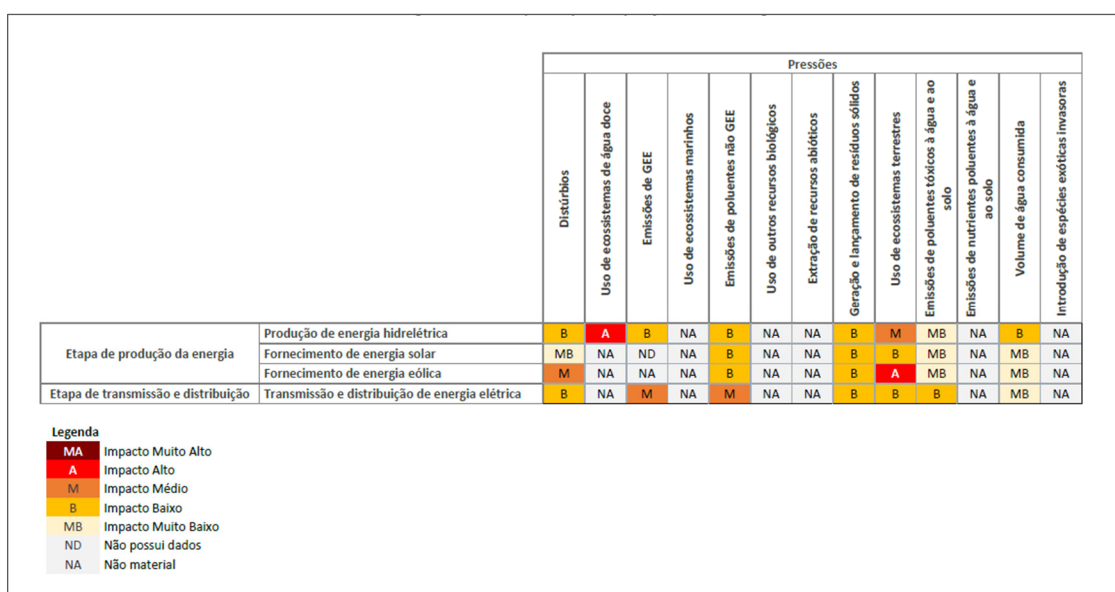 Pressões
Distúrbios
Uso de ecossistemas de água doce
Emissões de GEE
Uso de ecossistemas marinhos
Emissões de poluentes não GEE
Uso de outros recursos biológicos
Extração de recursos abióticos
Geração e lançamento de resíduos sólidos
Uso de ecossistemas terrestres
Emissões de poluentes tóxicos à água e ao
solo
Emissões de nutrientes poluentes à água e
ao solo
Volume de água consumida
Introdução de espécies exóticas invasoras
Etapa de produção da energia
Produção de energia hidrelétrica B A B NA B NA NA B M MB NA B NA
Fornecimento de energia solar MB NA ND NA B NA NA B B MB NA MB NA
Fornecimento de energia eólica M NA NA NA B NA NA B A MB NA MB NA
Etapa de transmissão e distribuição Transmissão e distribuição de energia elétrica B NA M NA M NA NA B B B NA MB NA
Legenda
MA Impacto Muito Alto
A Impacto Alto
M Impacto Médio
B Impacto Baixo
MB Impacto Muito Baixo
ND Não possui dados
NA Não material